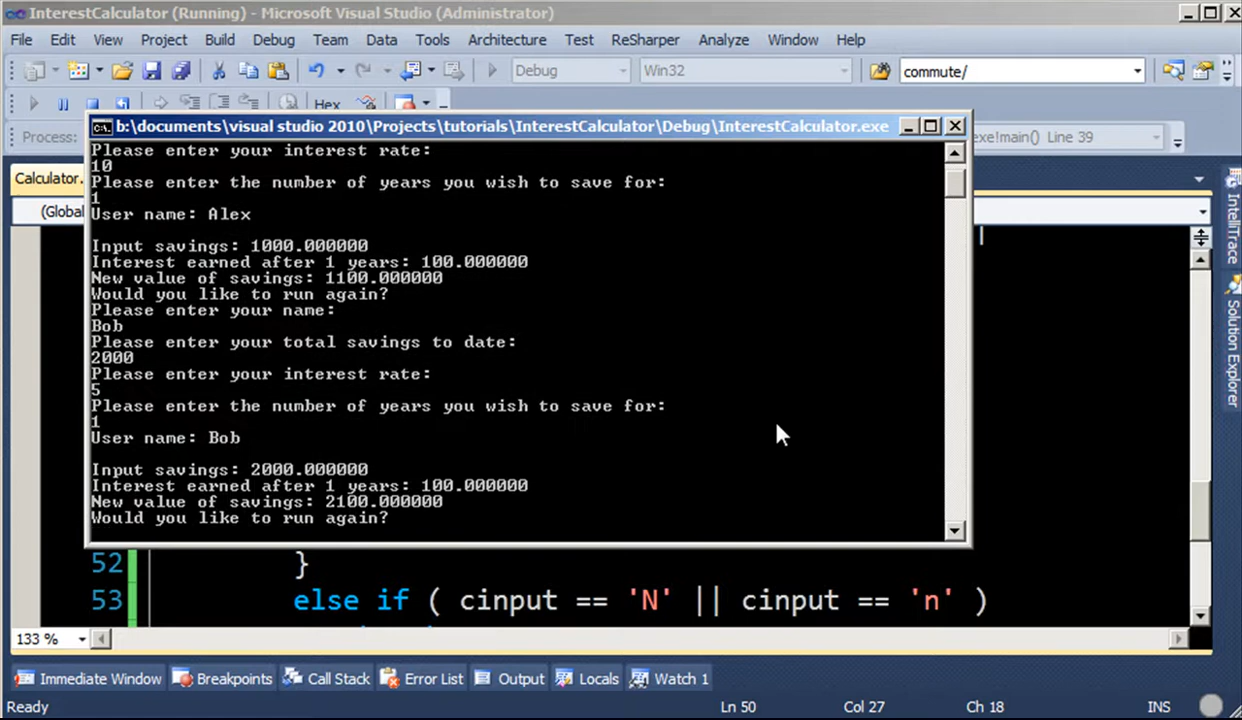 InterestCalculator (Running) - Microsoft Visual Studio (Administrator)
File Edit View Project Build Debug Team Data Tools Architecture Test ReSharper Analyze Window Help
Debug Win32 commute/
Hex
Process: exe!main() Line 39
b:\documents\visual studio 2010\Projects\tutorials\InterestCalculator\Debug\InterestCalculator.exe
Calculator.
(Global
Please enter your interest rate:
10
Please enter the number of years you wish to save for:
1
User name: Alex
Input savings: 1000.000000
Interest earned after 1 years: 100.000000
New value of savings: 1100.000000
Would you like to run again?
Please enter your name:
Bob
Please enter your total savings to date:
2000
Please enter your interest rate:
5
Please enter the number of years you wish to save for:
1
User name: Bob
Input savings: 2000.000000
Interest earned after 1 years: 100.000000
New value of savings: 2100.000000
Would you like to run again?
IntelliTrace
Solution Explorer
52 }
53 else if ( cinput == 'N' || cinput == 'n' )
133 %
Immediate Window Breakpoints Call Stack Error List Output Locals Watch 1
Ready Ln 50 Col 27 Ch 18 INS